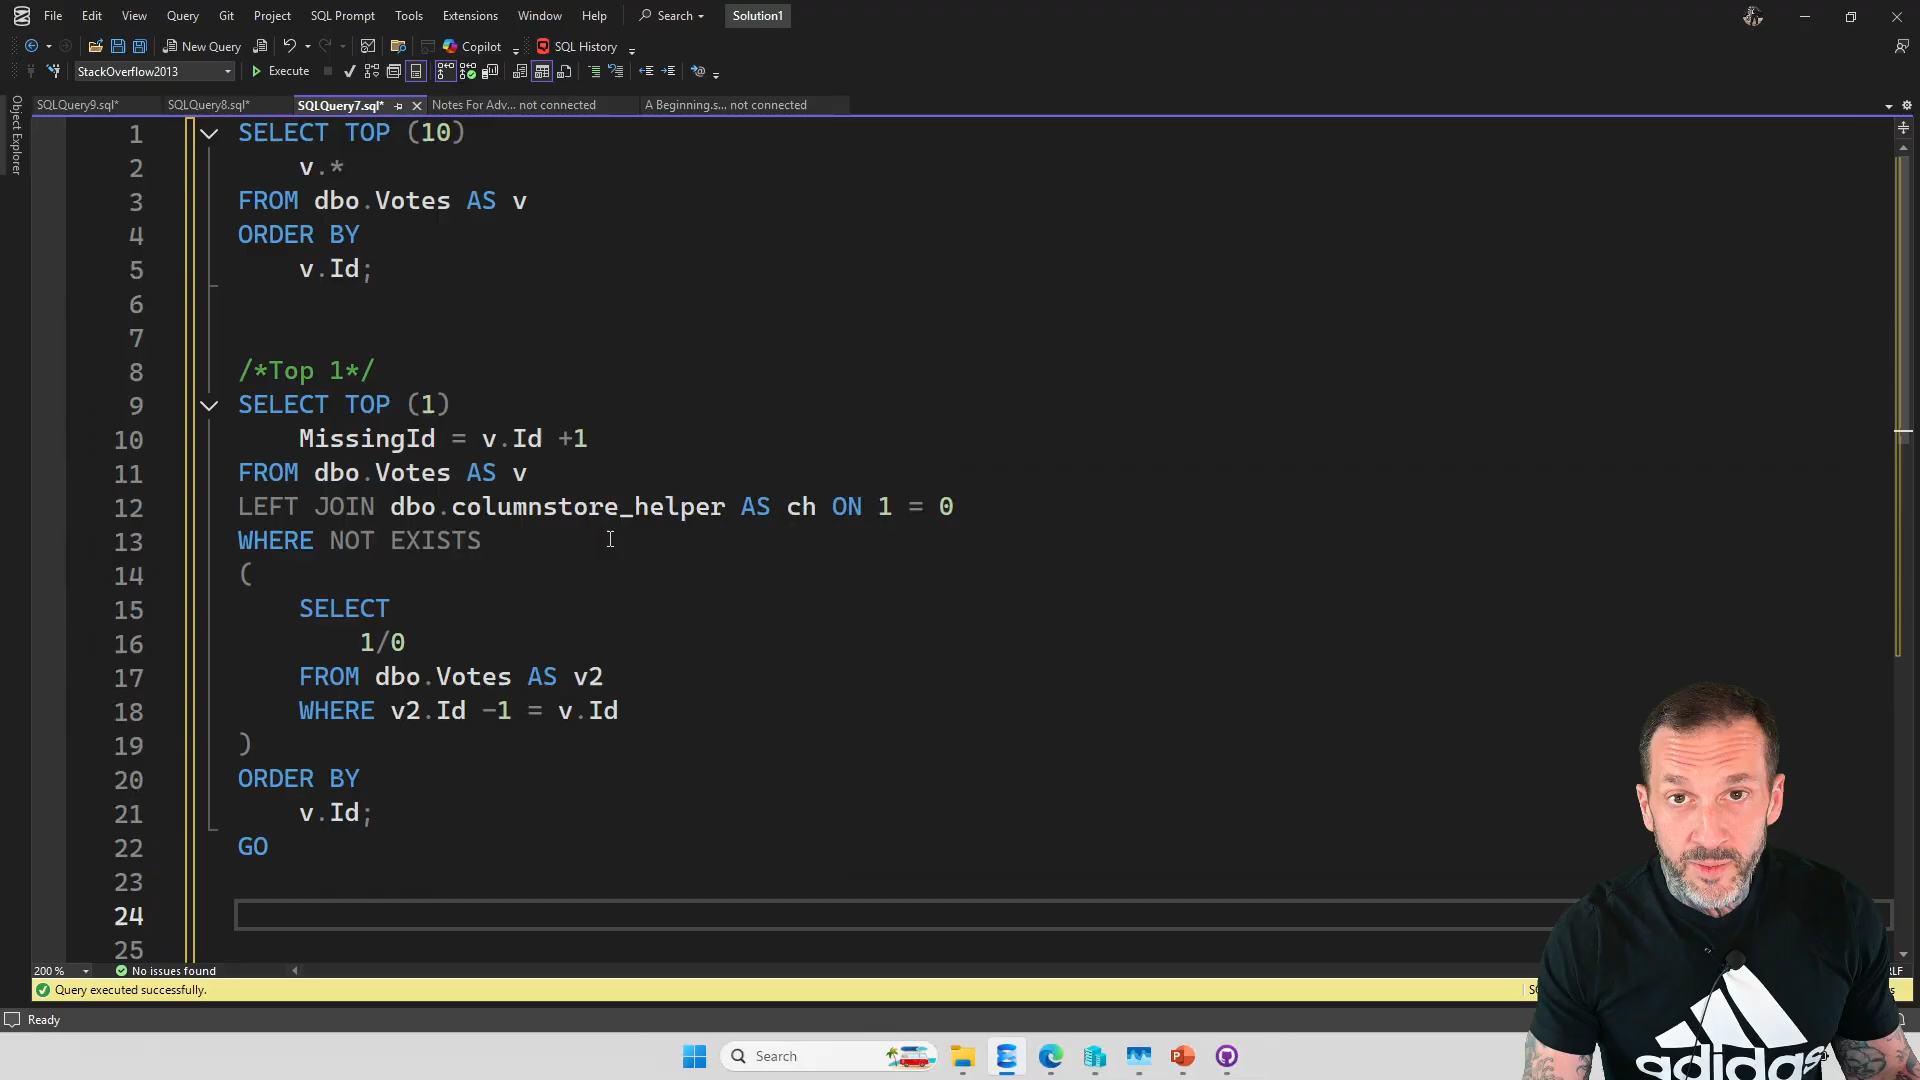 File Edit View Query Git Project SQL Prompt Tools Extensions Window Help Search Solution1
New Query Copilot SQL History
StackOverflow2013 Execute
SQLQuery9.sql* SQLQuery8.sql* SQLQuery7.sql* Notes For Adv... not connected A Beginning.s... not connected
Object Explorer
1 SELECT TOP (10)
2 v.*
3 FROM dbo.Votes AS v
4 ORDER BY
5 v.Id;
6
7
8 /*Top 1*/
9 SELECT TOP (1)
10 MissingId = v.Id +1
11 FROM dbo.Votes AS v
12 LEFT JOIN dbo.columnstore_helper AS ch ON 1 = 0
13 WHERE NOT EXISTS
14 (
15 SELECT
16 1/0
17 FROM dbo.Votes AS v2
18 WHERE v2.Id -1 = v.Id
19 )
20 ORDER BY
21 v.Id;
22 GO
23
24
25
200 % No issues found
Query executed successfully.
Ready
Search
adidas